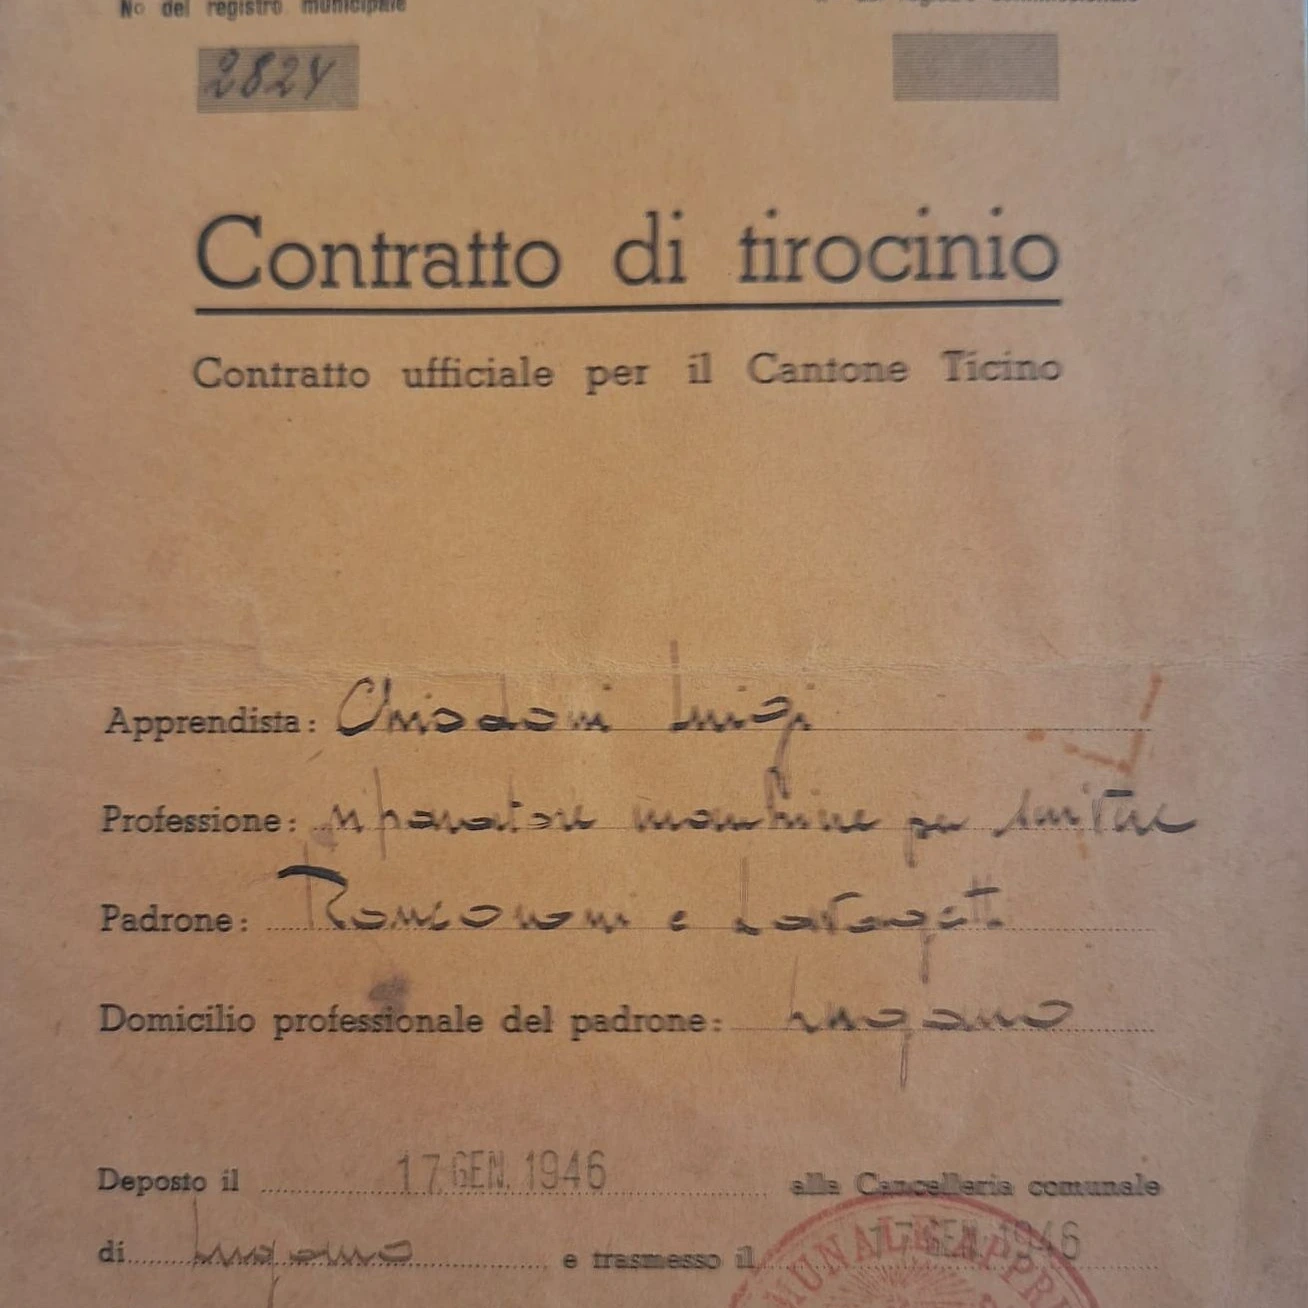 No del registro municipale
2824
Contratto di tirocinio
Contratto ufficiale per il Cantone Ticino
Apprendista: Chiodoni Luigi
Professione: riparatore macchine per scrivere
Padrone: Ronconi e
Domicilio professionale del padrone: Lugano
Deposto il 17 GEN. 1946 alla Cancelleria comunale
di Lugano e trasmesso il 17 GEN. 1946